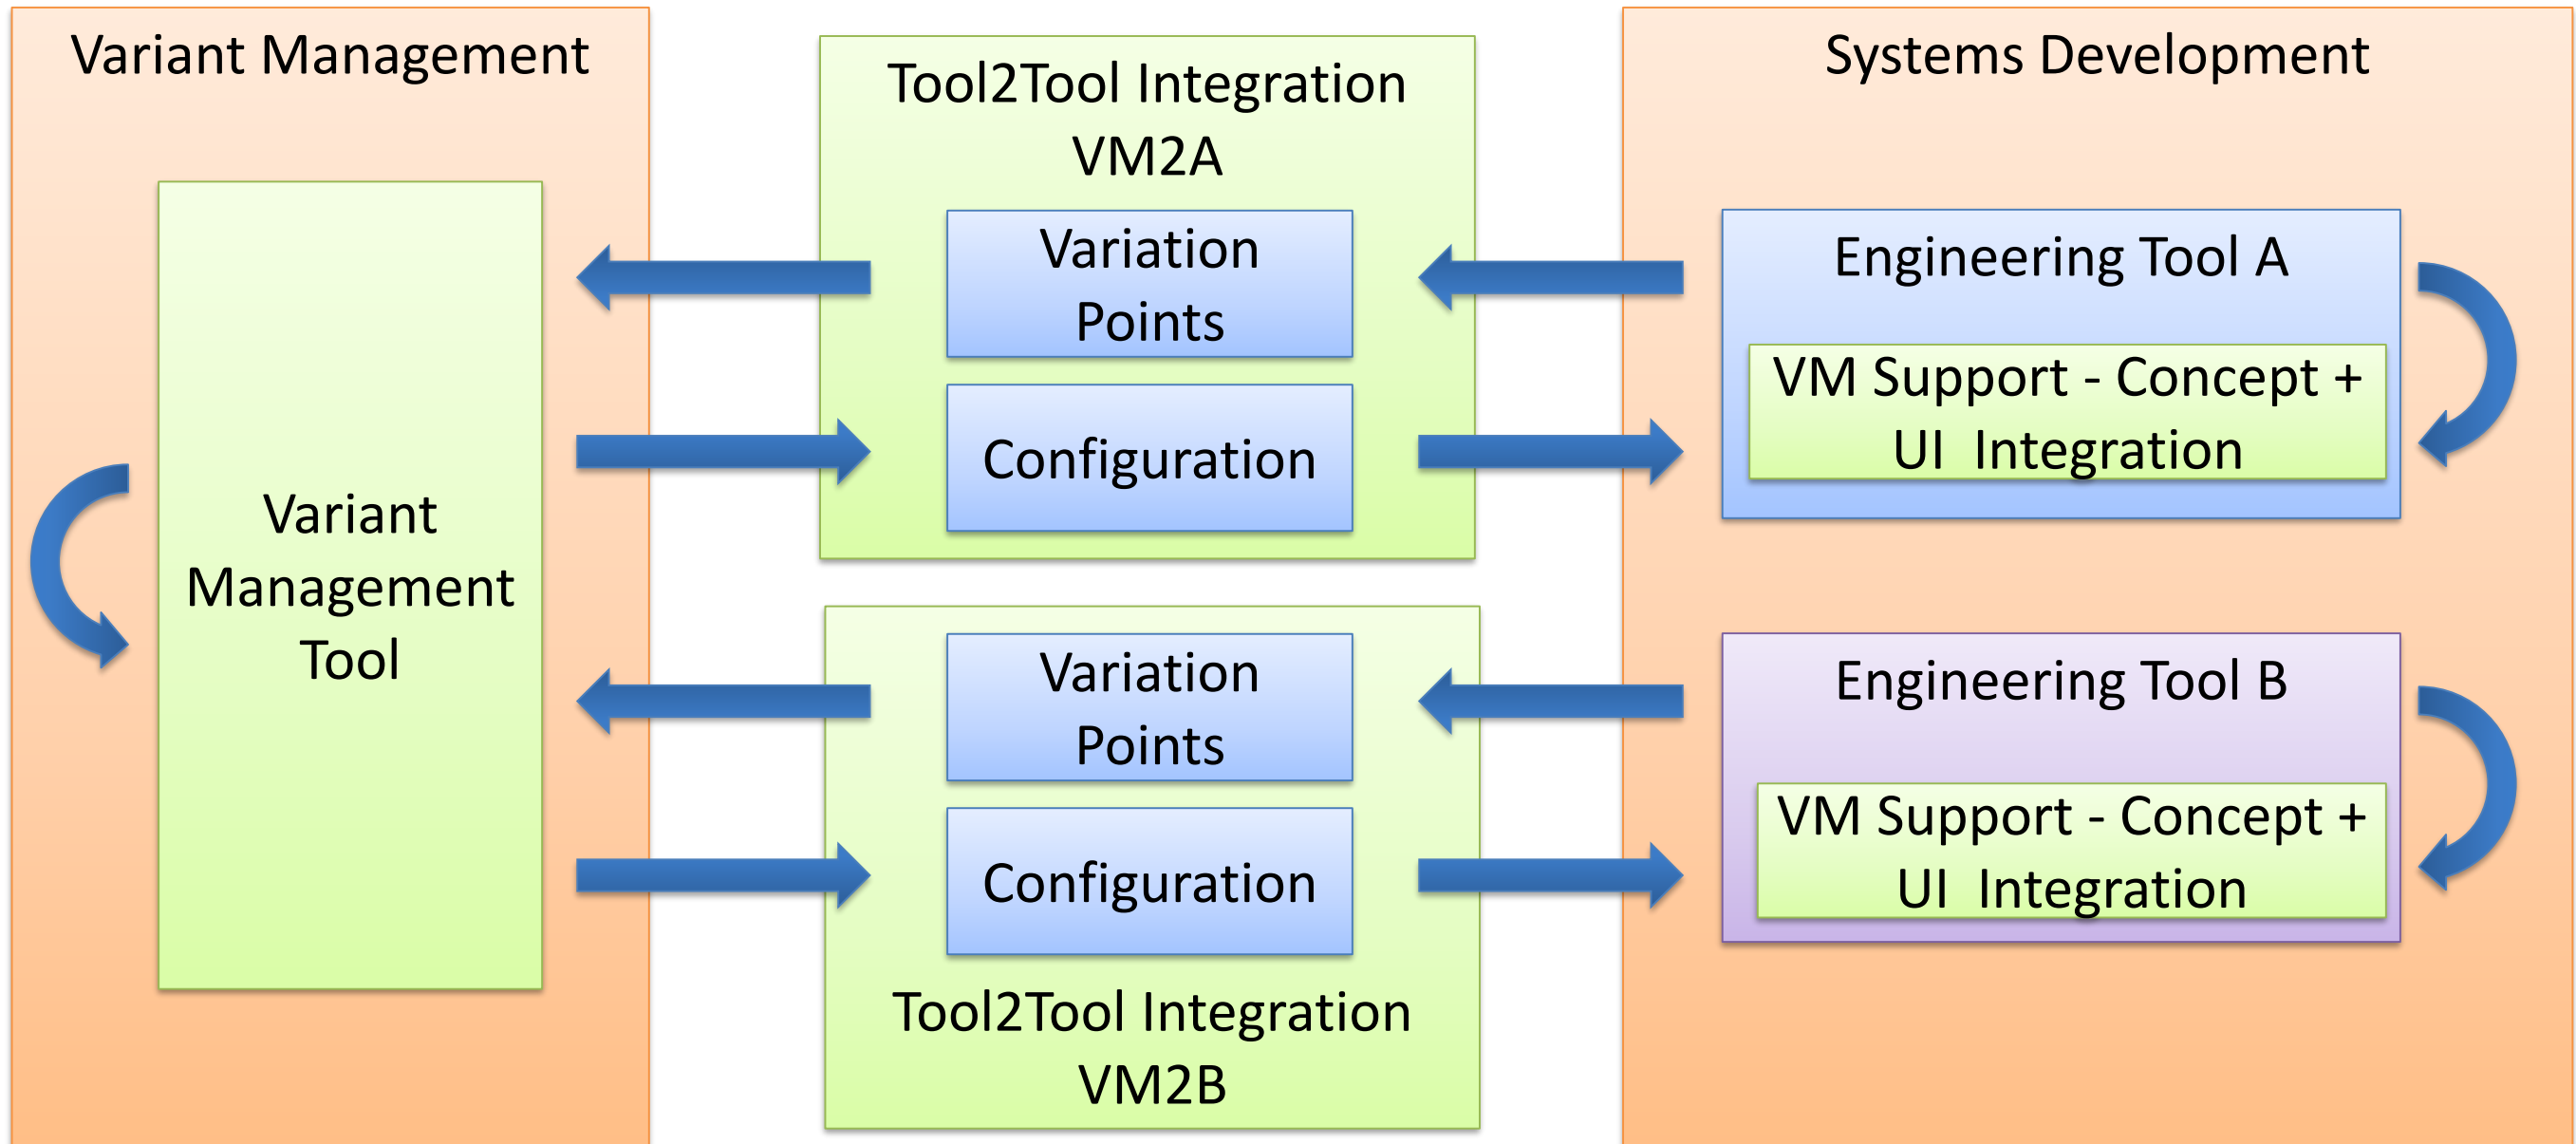 Variant Management
Variant
Management
Tool
Tool2Tool Integration
VM2A
Variation
Points
Configuration
Variation
Points
Configuration
Tool2Tool Integration
VM2B
Systems Development
Engineering Tool A
VM Support - Concept +
UI  Integration
Engineering Tool B
VM Support - Concept +
UI  Integration